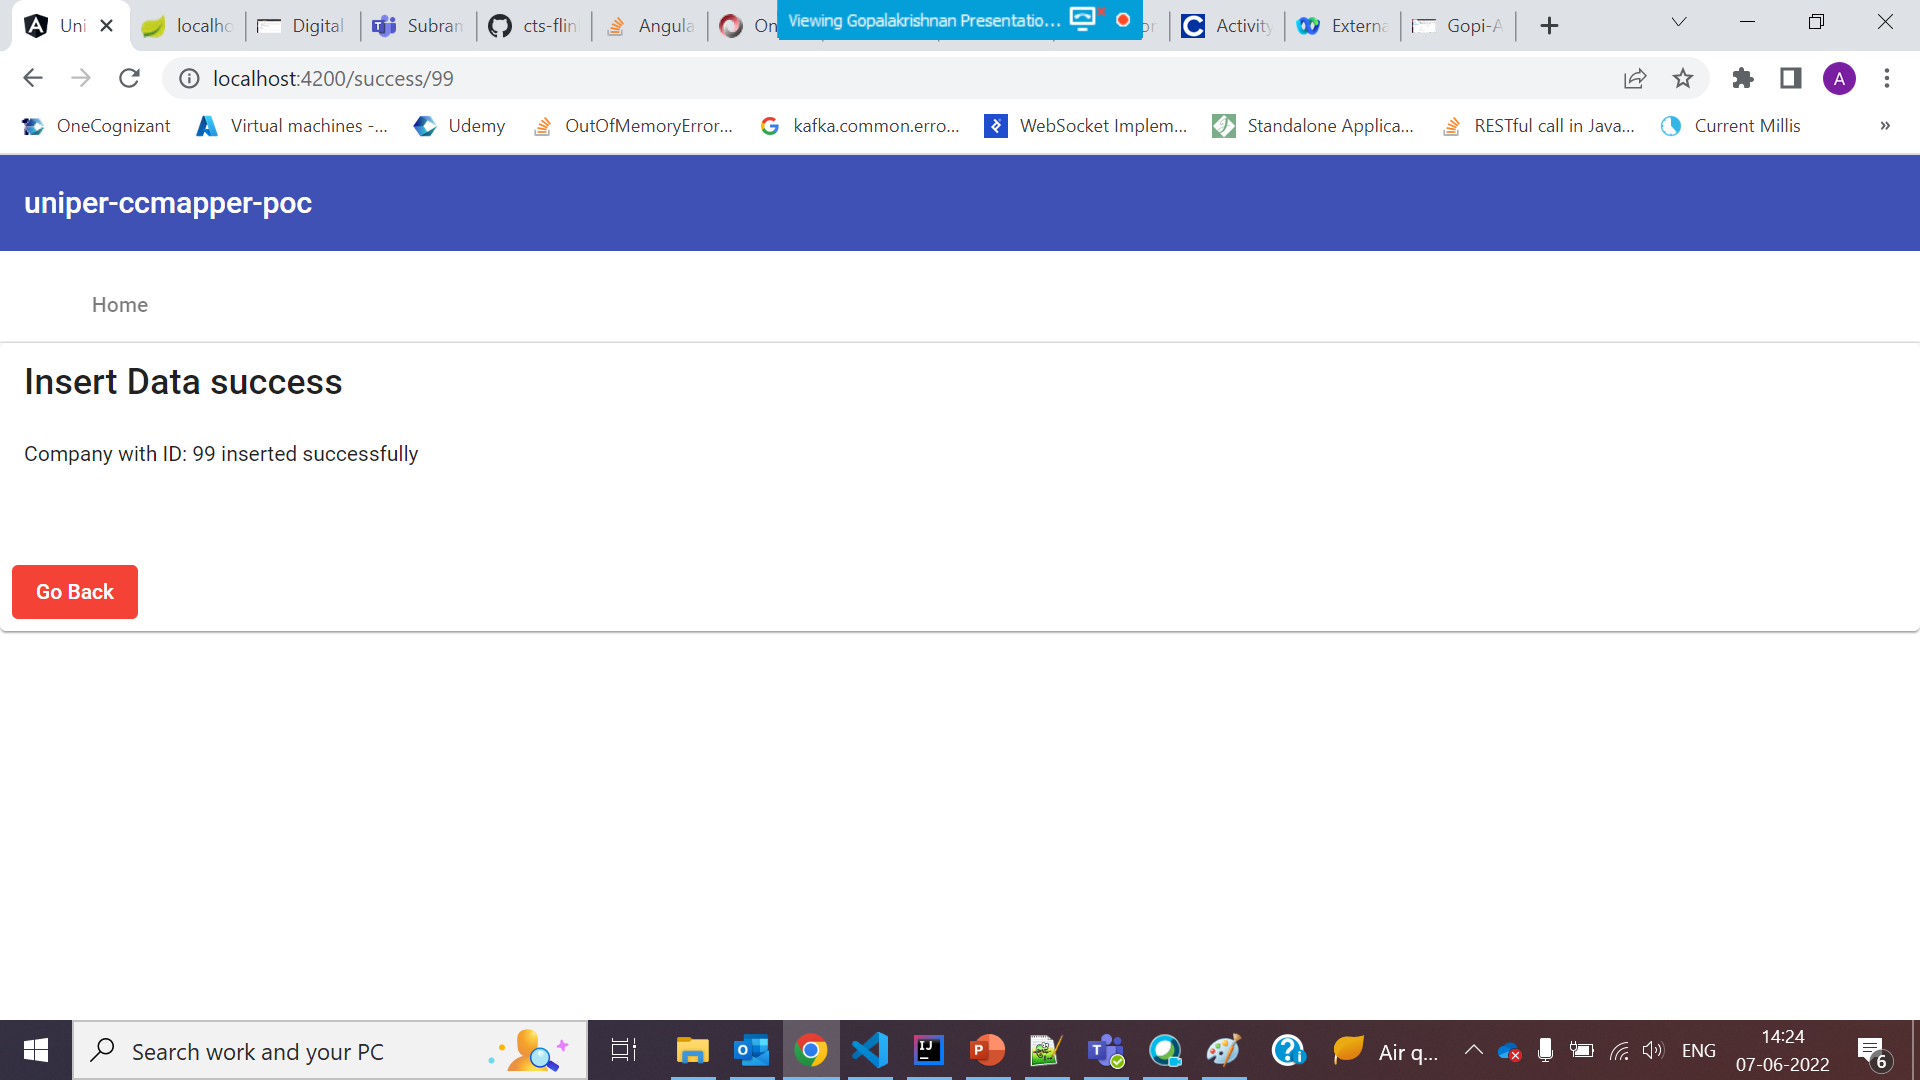 Uni
localho
Digital
Subram
cts-flin
Angula
On
Viewing Gopalakrishnan Presentatio...
or
Activity
Externa
Gopi-A
localhost:4200/success/99
A
OneCognizant
Virtual machines -...
Udemy
OutOfMemoryError...
kafka.common.erro...
WebSocket Implem...
Standalone Applica...
RESTful call in Java...
Current Millis
»
uniper-ccmapper-poc
Home
Insert Data success
Company with ID: 99 inserted successfully
Go Back
Search work and your PC
Air q...
ENG
14:24
07-06-2022
6